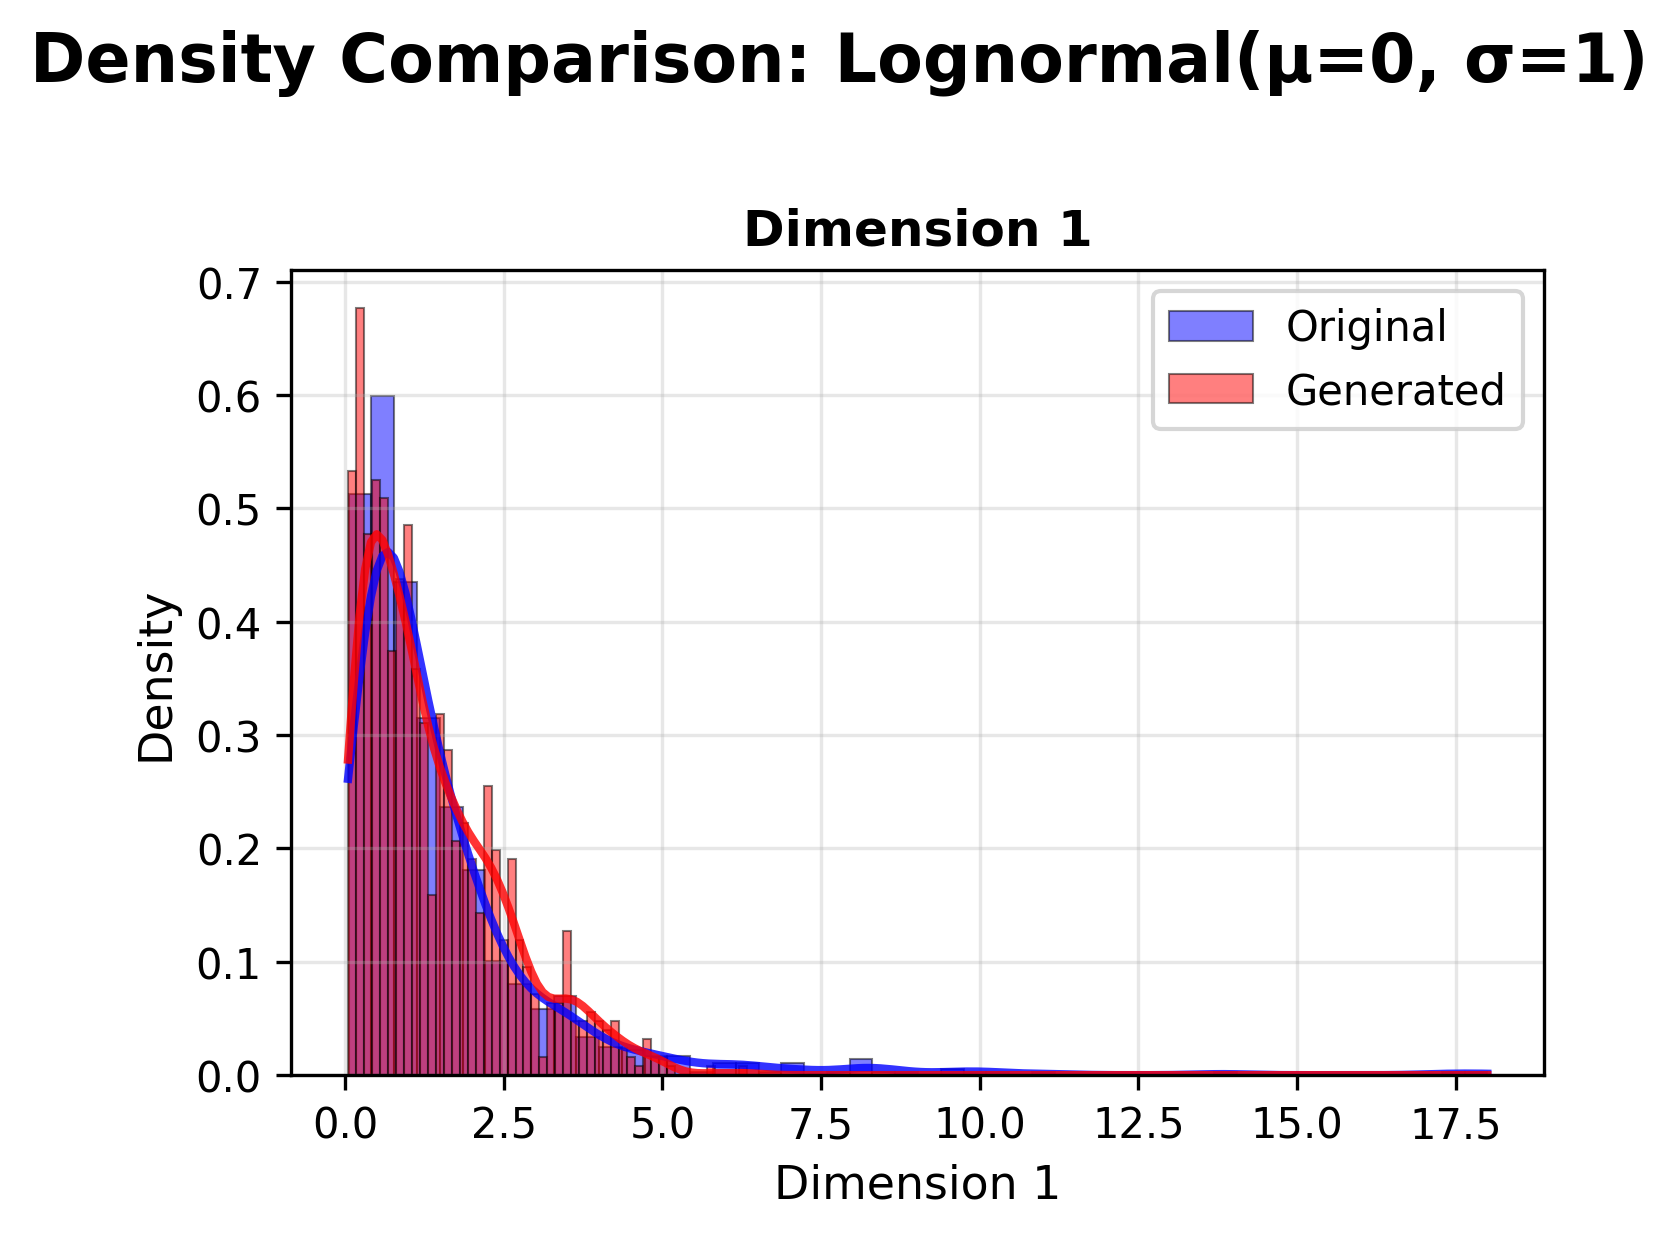 Density Comparison: Lognormal(μ=0, σ=1)
Dimension 1
Original
Generated
0.7
0.6
0.5
0.4
0.3
0.2
0.1
0.0
Density
0.0 2.5 5.0 7.5 10.0 12.5 15.0 17.5
Dimension 1